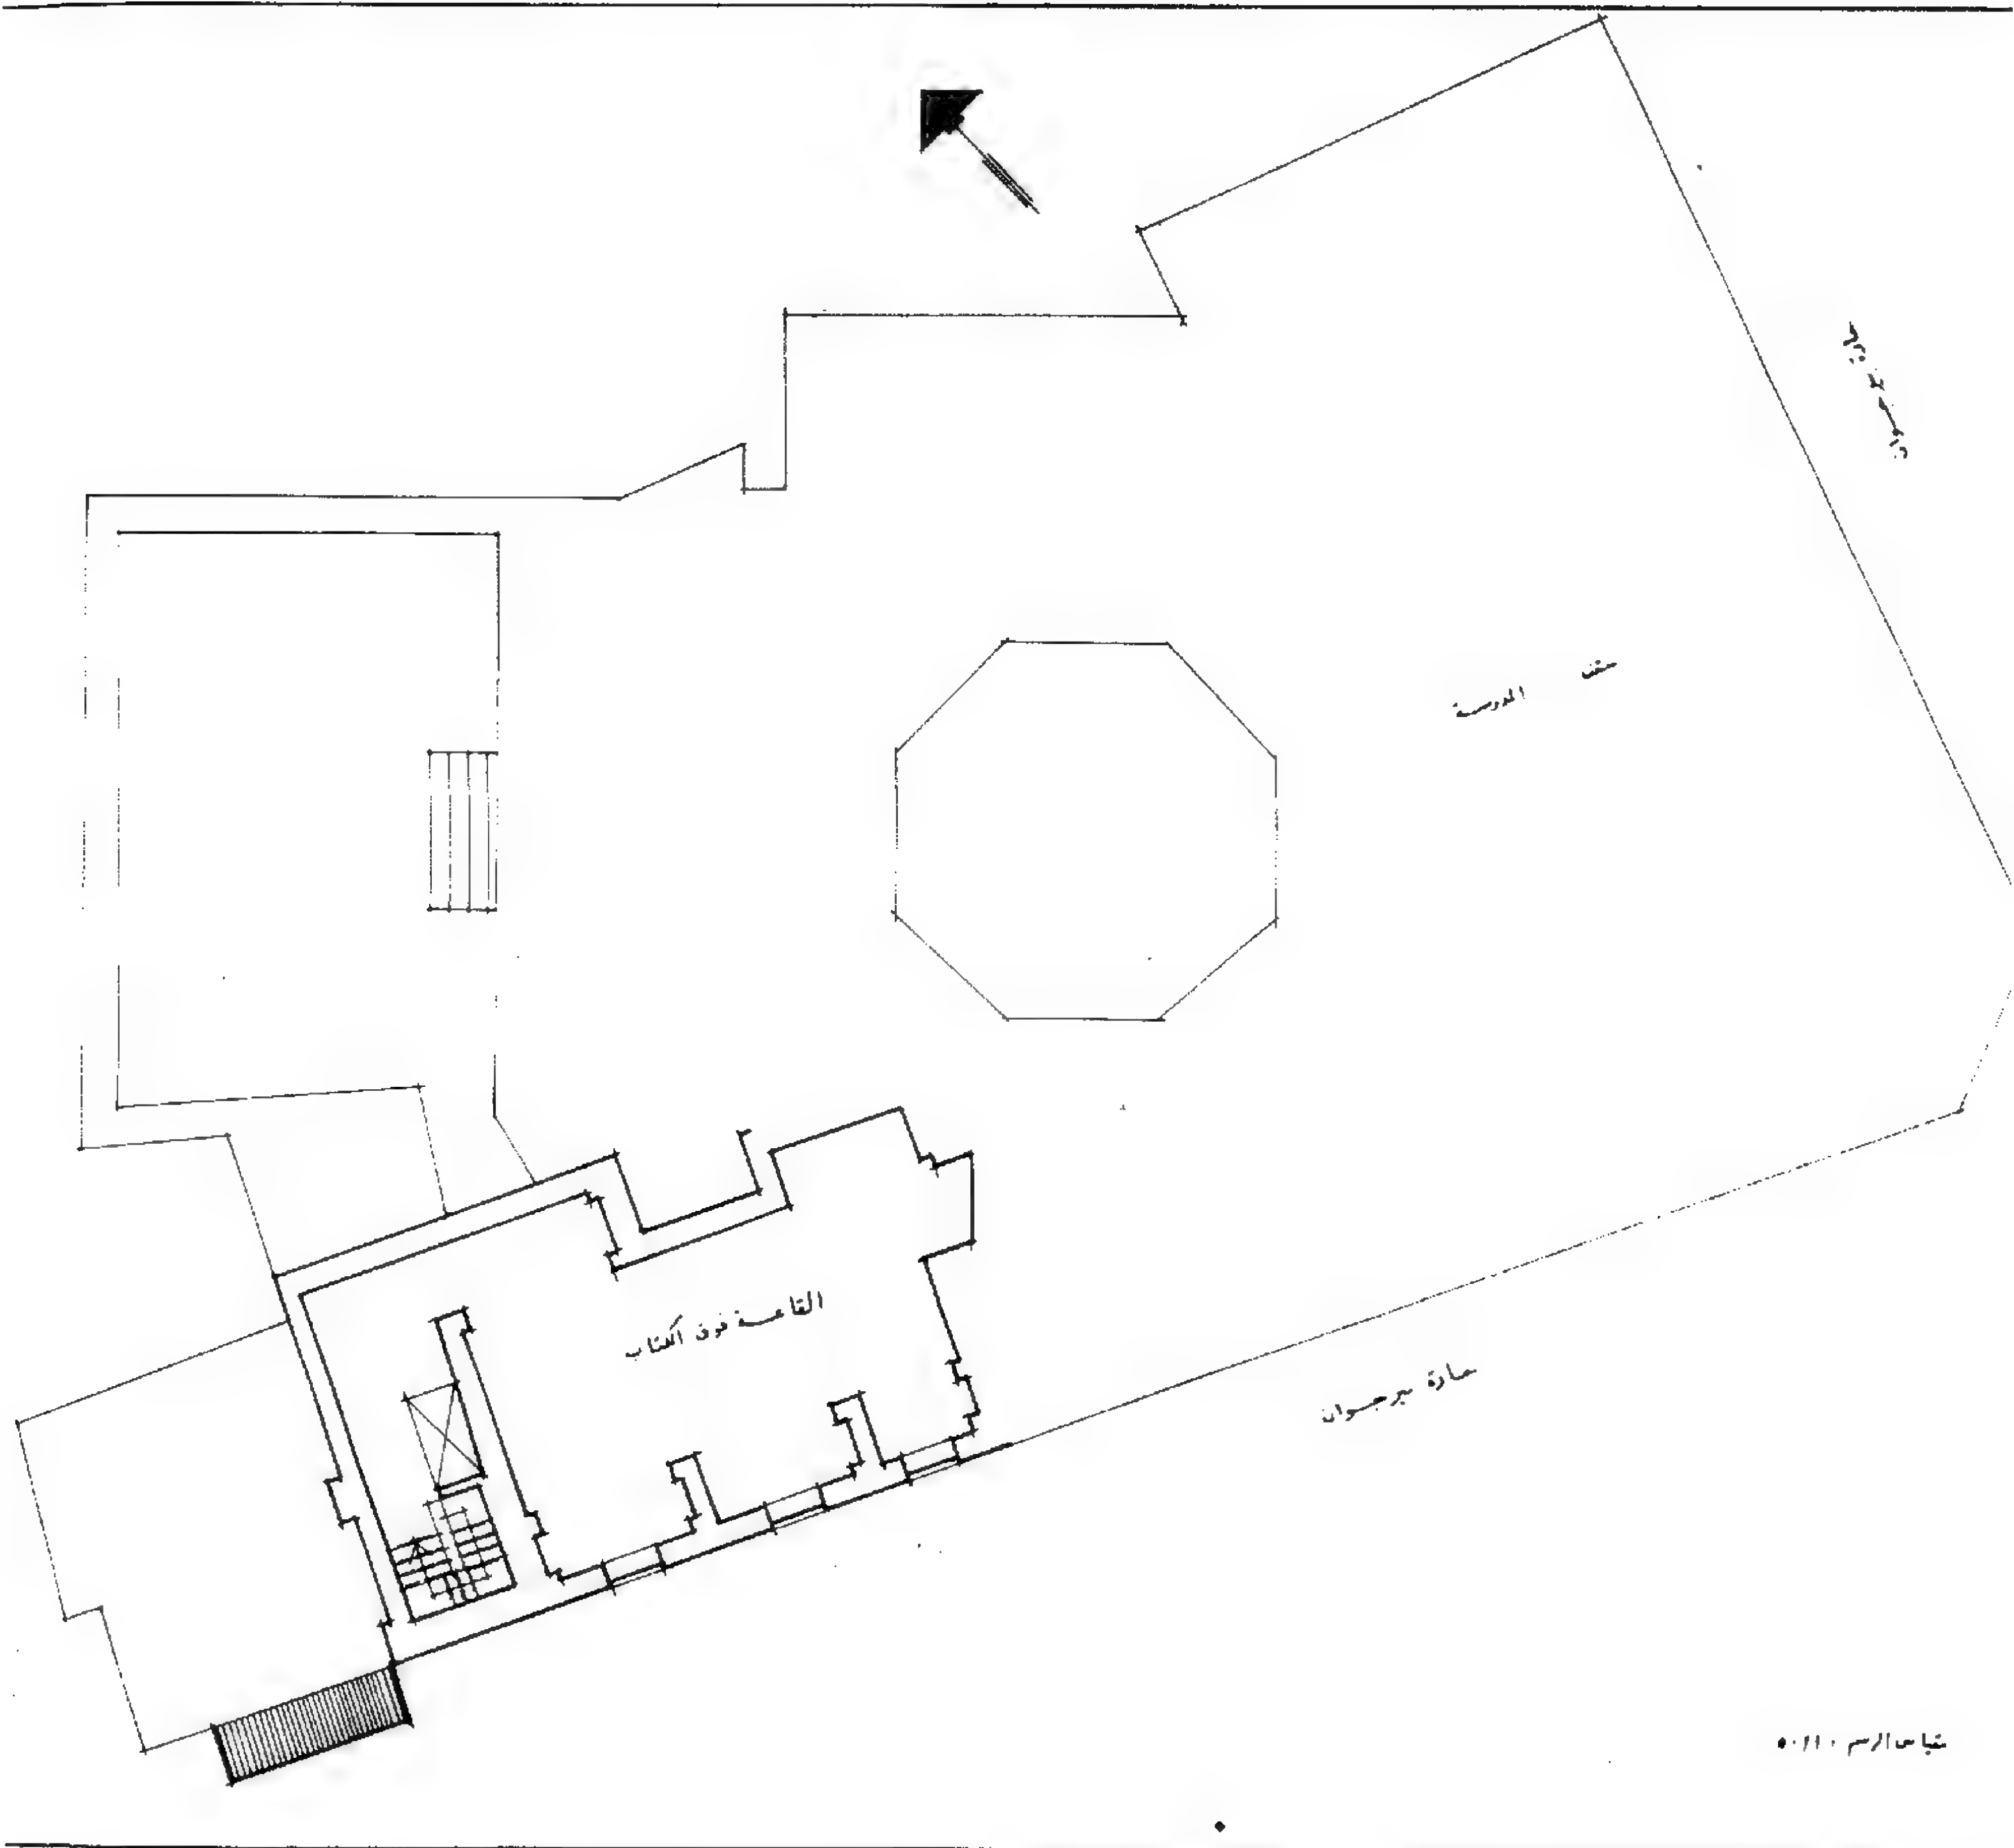 سقف المدرسة
القاعة فوق الكتاب
حارة برجوان
مقياس الرسم ١ / ٥٠